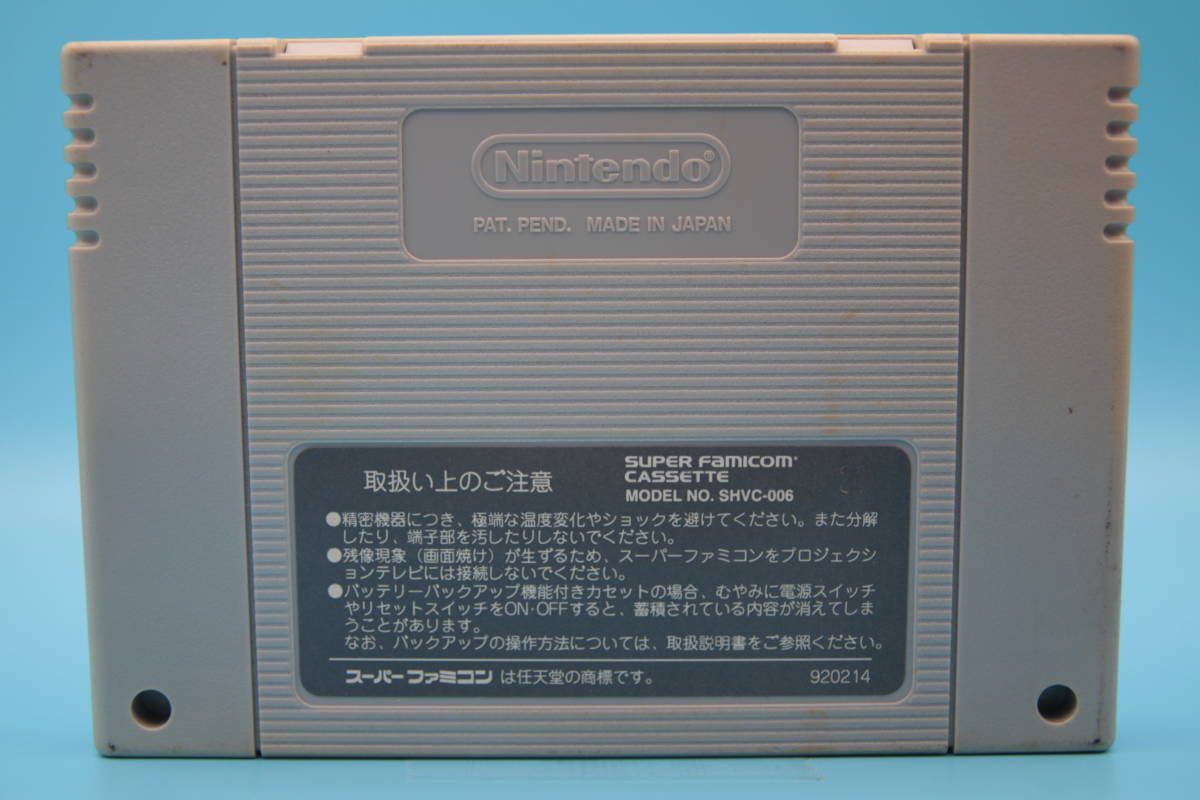 Nintendo®
PAT. PEND. MADE IN JAPAN
取扱い上のご注意
SUPER FAMICOM
CASSETTE
MODEL NO. SHVC-006
●精密機器につき、極端な温度変化やショックを避けてください。また分解
したり、端子部を汚したりしないでください。
●残像現象（画面焼け）が生ずるため、スーパーファミコンをプロジェクシ
ョンテレビには接続しないでください。
●バッテリーバックアップ機能付きカセットの場合、むやみに電源スイッチ
やリセットスイッチをON・OFFすると、蓄積されている内容が消えてしま
うことがあります。
なお、バックアップの操作方法については、取扱説明書をご参照ください。
スーパーファミコン は任天堂の商標です。
920214